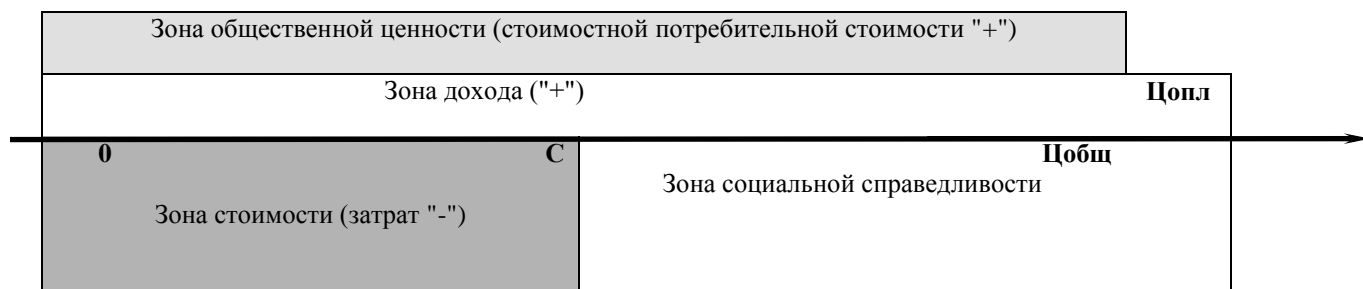 Зона общественной ценности (стоимостной потребительной стоимости "+")
Зона дохода ("+")
Цопл
0
С
Цобщ
Зона социальной справедливости
Зона стоимости (затрат "-")